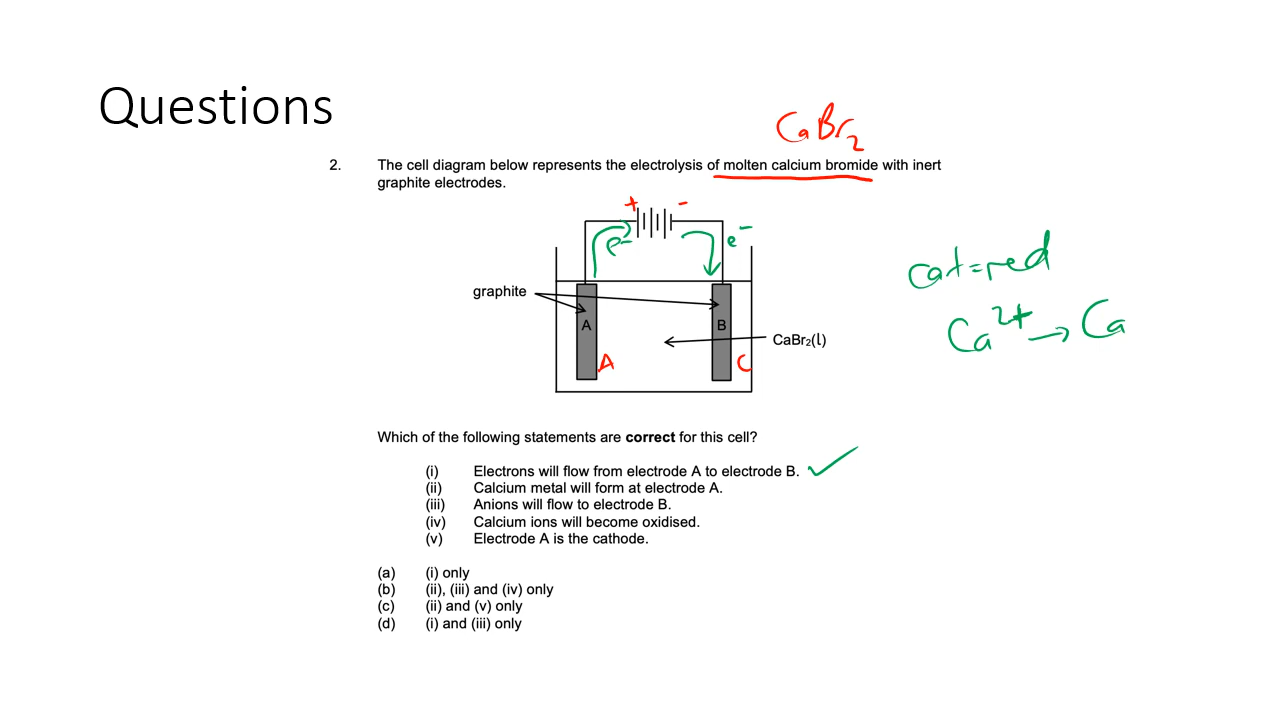 Questions
CaBr₂
2. The cell diagram below represents the electrolysis of molten calcium bromide with inert
graphite electrodes.
+ -
e- e-
cat=red
graphite
Ca²⁺ → Ca
A B
CaBr₂(l)
A C
Which of the following statements are correct for this cell?
(i) Electrons will flow from electrode A to electrode B. ✓
(ii) Calcium metal will form at electrode A.
(iii) Anions will flow to electrode B.
(iv) Calcium ions will become oxidised.
(v) Electrode A is the cathode.
(a) (i) only
(b) (ii), (iii) and (iv) only
(c) (ii) and (v) only
(d) (i) and (iii) only